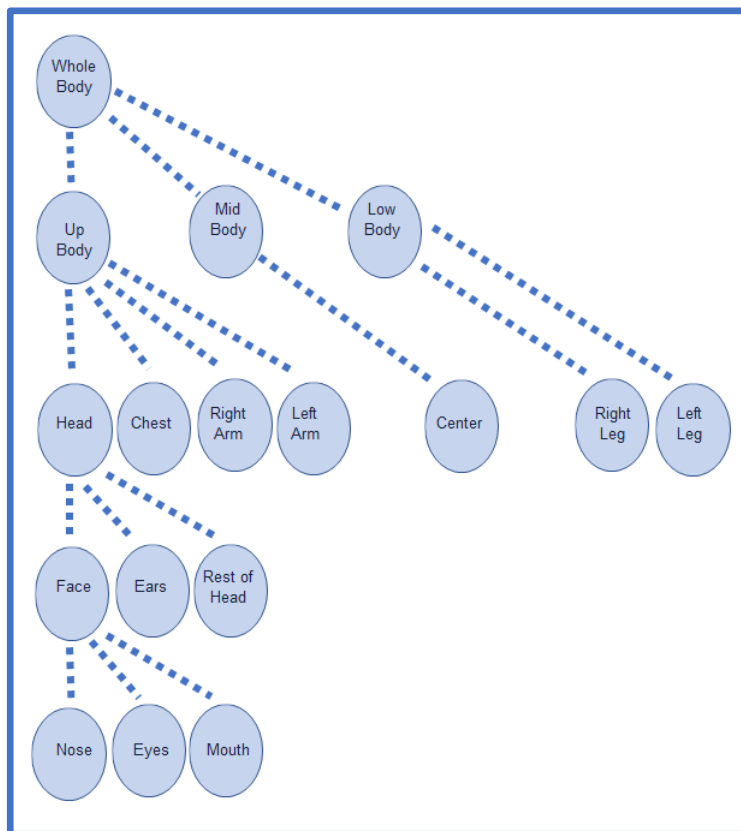 Whole
Body
Up
Body
Mid
Body
Low
Body
Head
Chest
Right
Arm
Left
Arm
Center
Right
Leg
Left
Leg
Face
Ears
Rest of
Head
Nose
Eyes
Mouth